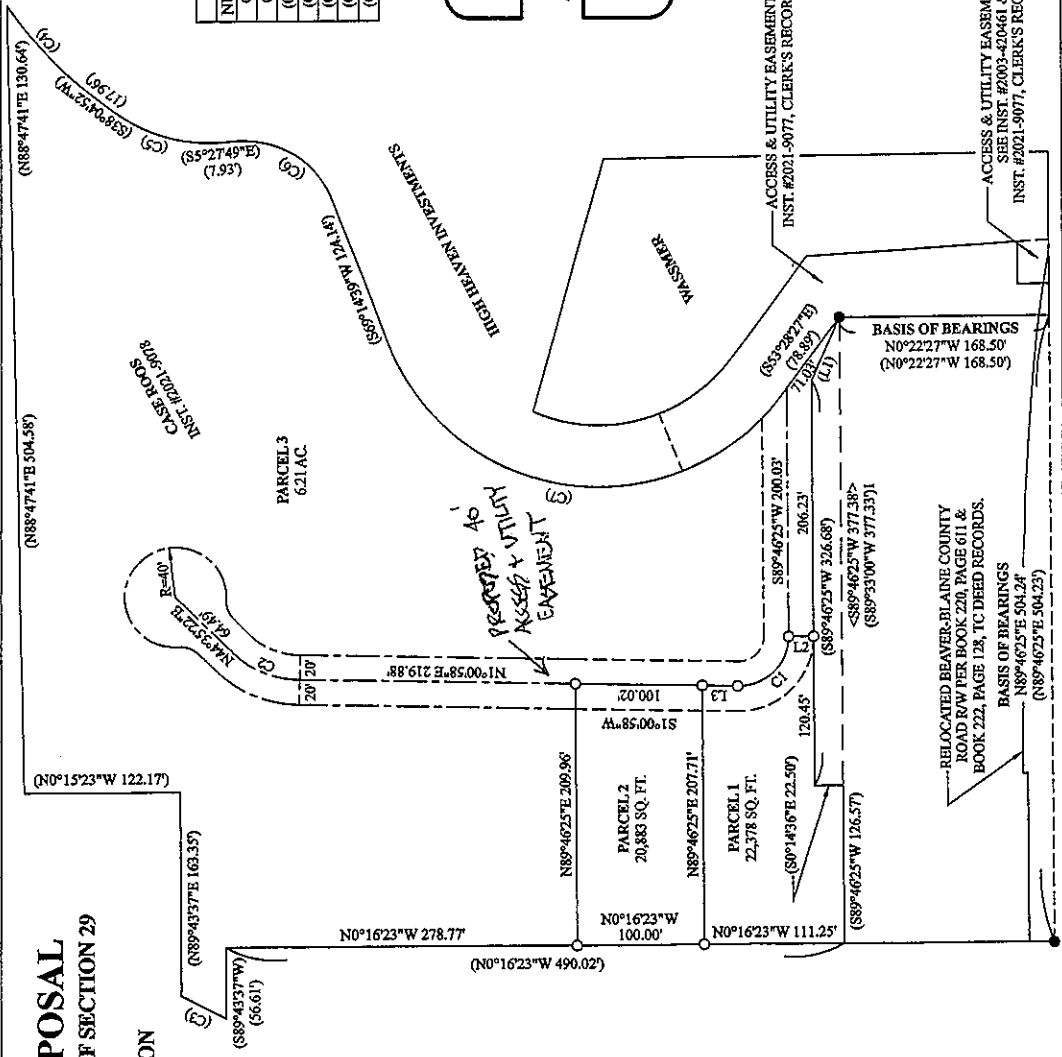 POSAL
F SECTION 29
ON
(N88°47'41"E 504.58')
(N88°47'41"E 130.64')
(C4)
(S38°04'52"W)
(17.96')
(C5)
(S5°27'49"E)
(7.93')
(C6)
(S69°14'39"W 124.14')
HIGH HEAVEN INVESTMENTS
WASSMER
CASE ROOS
INST. #2021-9078
PARCEL 3
6.21 AC.
ACCESS & UTILITY EASEMENT
INST. #2021-9077, CLERK'S RECOR
ACCESS & UTILITY EASEM
SEE INST. #2003-420461 &
INST. #2021-9077, CLERK'S REC
(N0°15'23"W 122.17')
(N89°43'37"E 163.35')
(C3)
(S89°43'37"W)
(56.61')
R=40'
N44°35'22"E
64.49'
C2
20'
20'
N1°00'58"E 219.88'
PROPOSED 40'
ACCESS + UTILITY
EASEMENT
(C7)
(S53°28'27"E)
(78.89')
71.03'
(L1)
BASIS OF BEARINGS
N0°22'27"W 168.50'
(N0°22'27"W 168.50')
N0°16'23"W 278.77'
(N0°16'23"W 490.02')
N89°46'25"E 209.96'
100.02'
S1°00'58"W
PARCEL 2
20,883 SQ. FT.
N0°16'23"W
100.00'
N89°46'25"E 207.71'
L3
C1
L2
S89°46'25"W 200.03'
206.23'
PARCEL 1
22,378 SQ. FT.
120.45'
N0°16'23"W 111.25'
(S0°14'36"E 22.50')
(S89°46'25"W 326.68')
<S89°46'25"W 377.38'>
(S89°33'00"W 377.33')1
(S89°46'25"W 126.57')
RELOCATED BEAVER-BLAINE COUNTY
ROAD R/W PER BOOK 220, PAGE 611 &
BOOK 222, PAGE 128, TC DEED RECORDS.
BASIS OF BEARINGS
N89°46'25"E 504.24'
(N89°46'25"E 504.23')